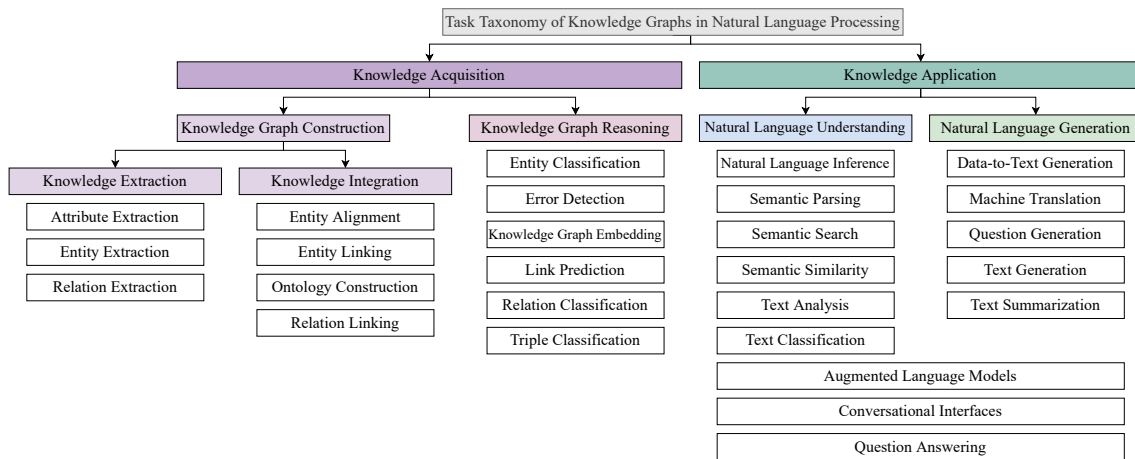 Task Taxonomy of Knowledge Graphs in Natural Language Processing
Knowledge Acquisition
Knowledge Application
Knowledge Graph Construction
Knowledge Graph Reasoning
Natural Language Understanding
Natural Language Generation
Knowledge Extraction
Knowledge Integration
Attribute Extraction
Entity Extraction
Relation Extraction
Entity Alignment
Entity Linking
Ontology Construction
Relation Linking
Entity Classification
Error Detection
Knowledge Graph Embedding
Link Prediction
Relation Classification
Triple Classification
Natural Language Inference
Semantic Parsing
Semantic Search
Semantic Similarity
Text Analysis
Text Classification
Data-to-Text Generation
Machine Translation
Question Generation
Text Generation
Text Summarization
Augmented Language Models
Conversational Interfaces
Question Answering